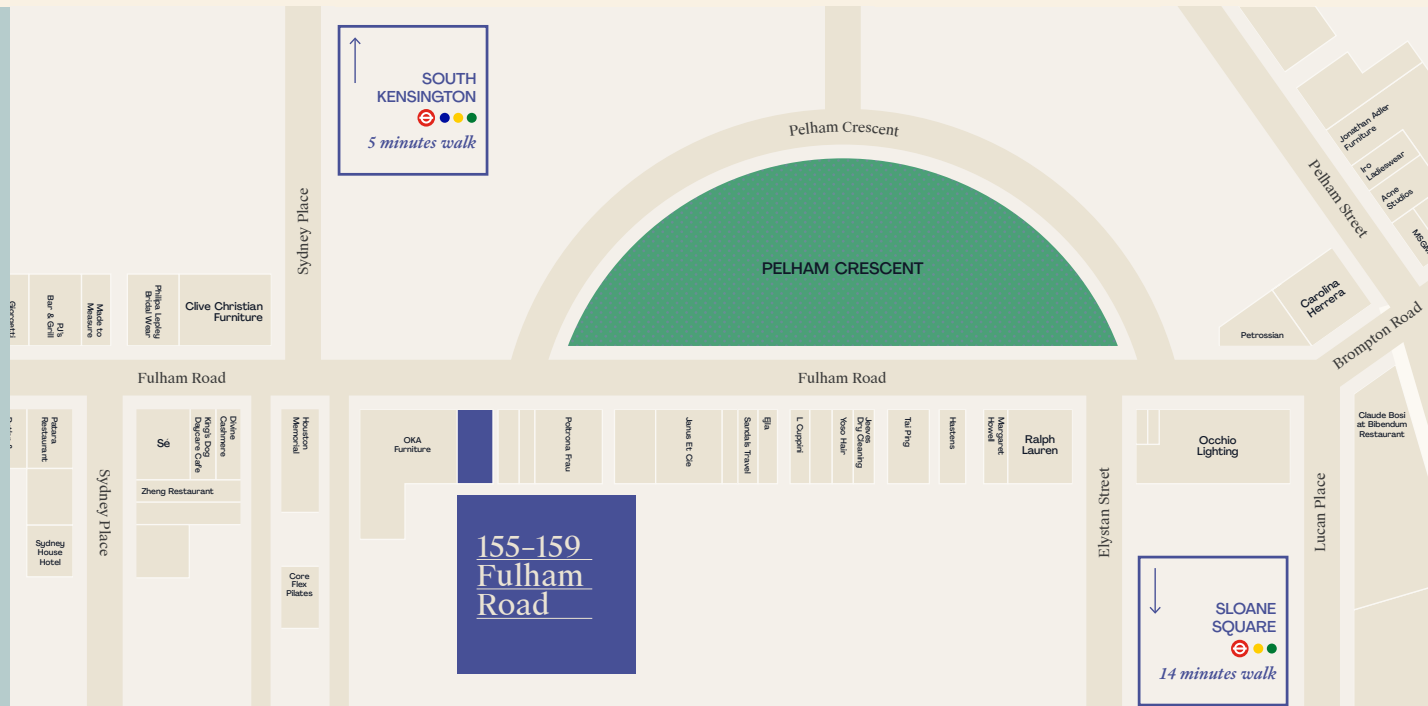 SOUTH
KENSINGTON
5 minutes walk
Pelham Crescent
PELHAM CRESCENT
Sydney Place
Pelham Street
Jonathan Adler
Furniture
Iro
Ladieswear
Acne
Studios
Carolina
Herrera
Petrossian
Brompton Road
PJ's
Bar & Grill
Made to
Measure
Philipa Lepley
Bridal Wear
Clive Christian
Furniture
Fulham Road
Fulham Road
Patara
Restaurant
Sé
King's Dog
Daycare Cafe
Divine
Cashmere
Zheng Restaurant
Sydney
House
Hotel
Sydney Place
Houston
Memorial
Core
Flex
Pilates
OKA
Furniture
Poltrona Frau
Janus Et Cie
Sandals Travel
Ejia
L Cuppini
Yoso Hair
Jeeves
Dry Cleaning
Tai Ping
Hastens
Margaret
Howell
Ralph
Lauren
Occhio
Lighting
Claude Bosi
at Bibendum
Restaurant
155–159
Fulham
Road
Elystan Street
Lucan Place
SLOANE
SQUARE
14 minutes walk